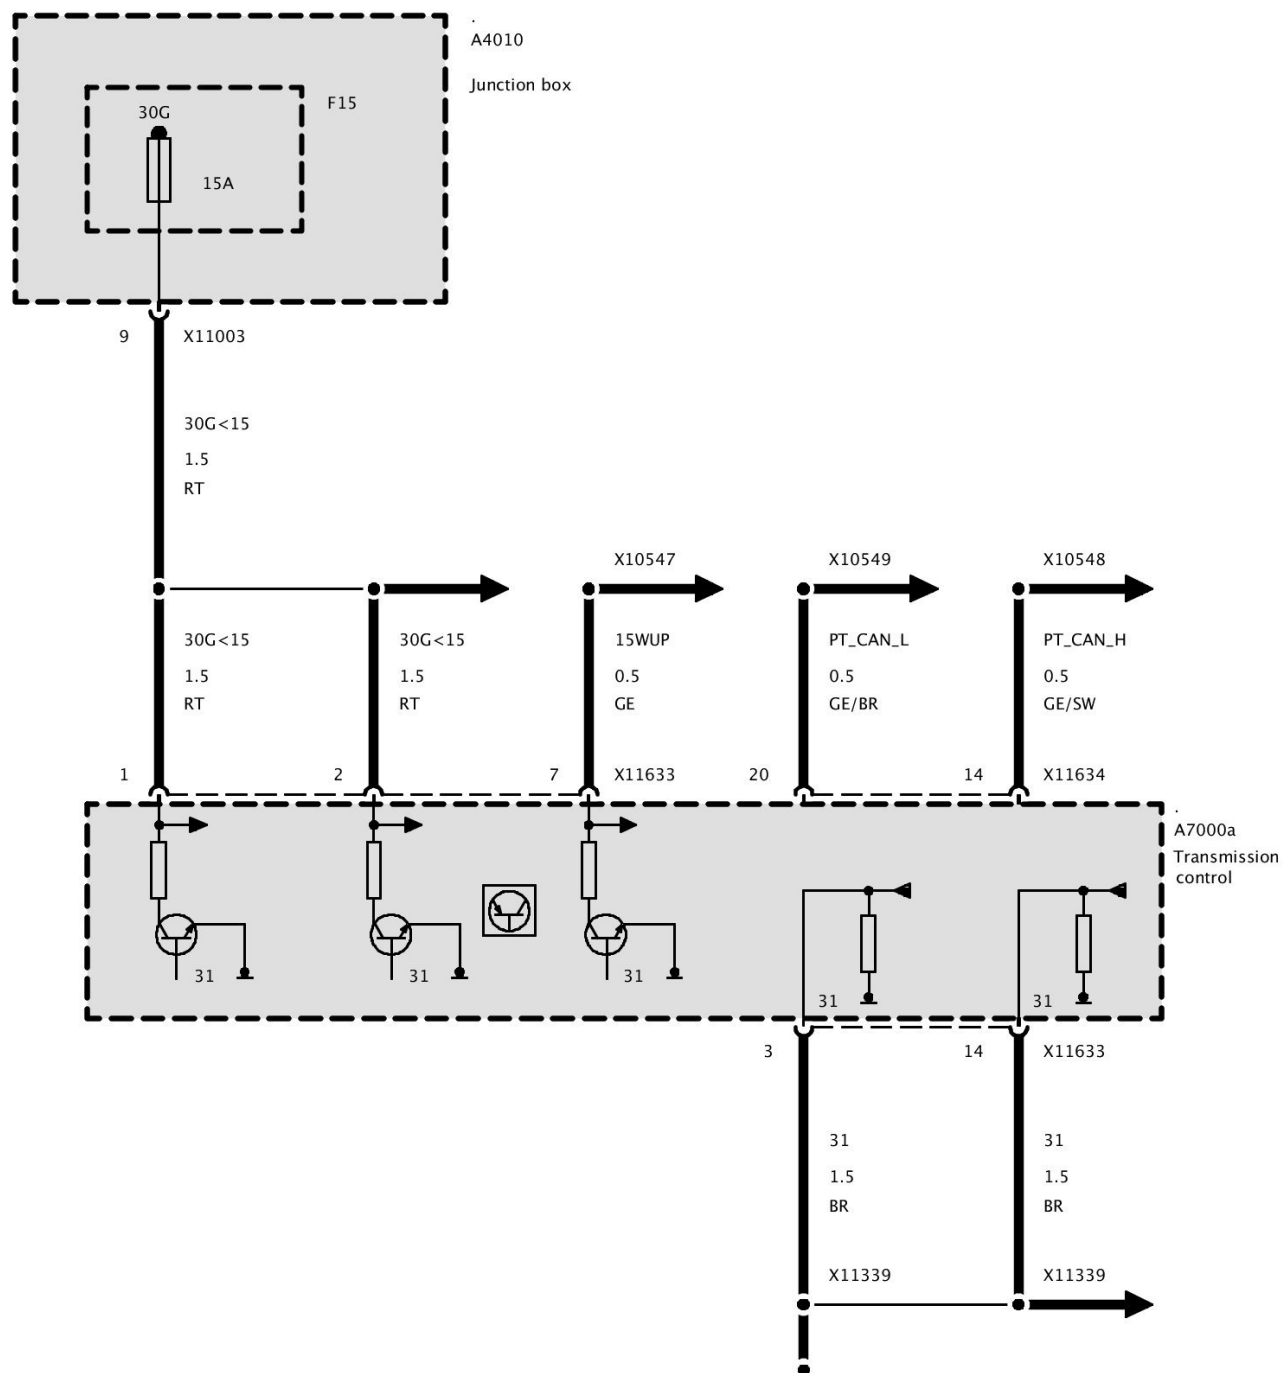 .
A4010
Junction box
F15
30G
15A
9 X11003
30G<15
1.5
RT
X10547 X10549 X10548
30G<15 30G<15 15WUP PT_CAN_L PT_CAN_H
1.5 1.5 0.5 0.5 0.5
RT RT GE GE/BR GE/SW
1 2 7 X11633 20 14 X11634
.
A7000a
Transmission
control
31 31 31 31 31
3 14 X11633
31 31
1.5 1.5
BR BR
X11339 X11339